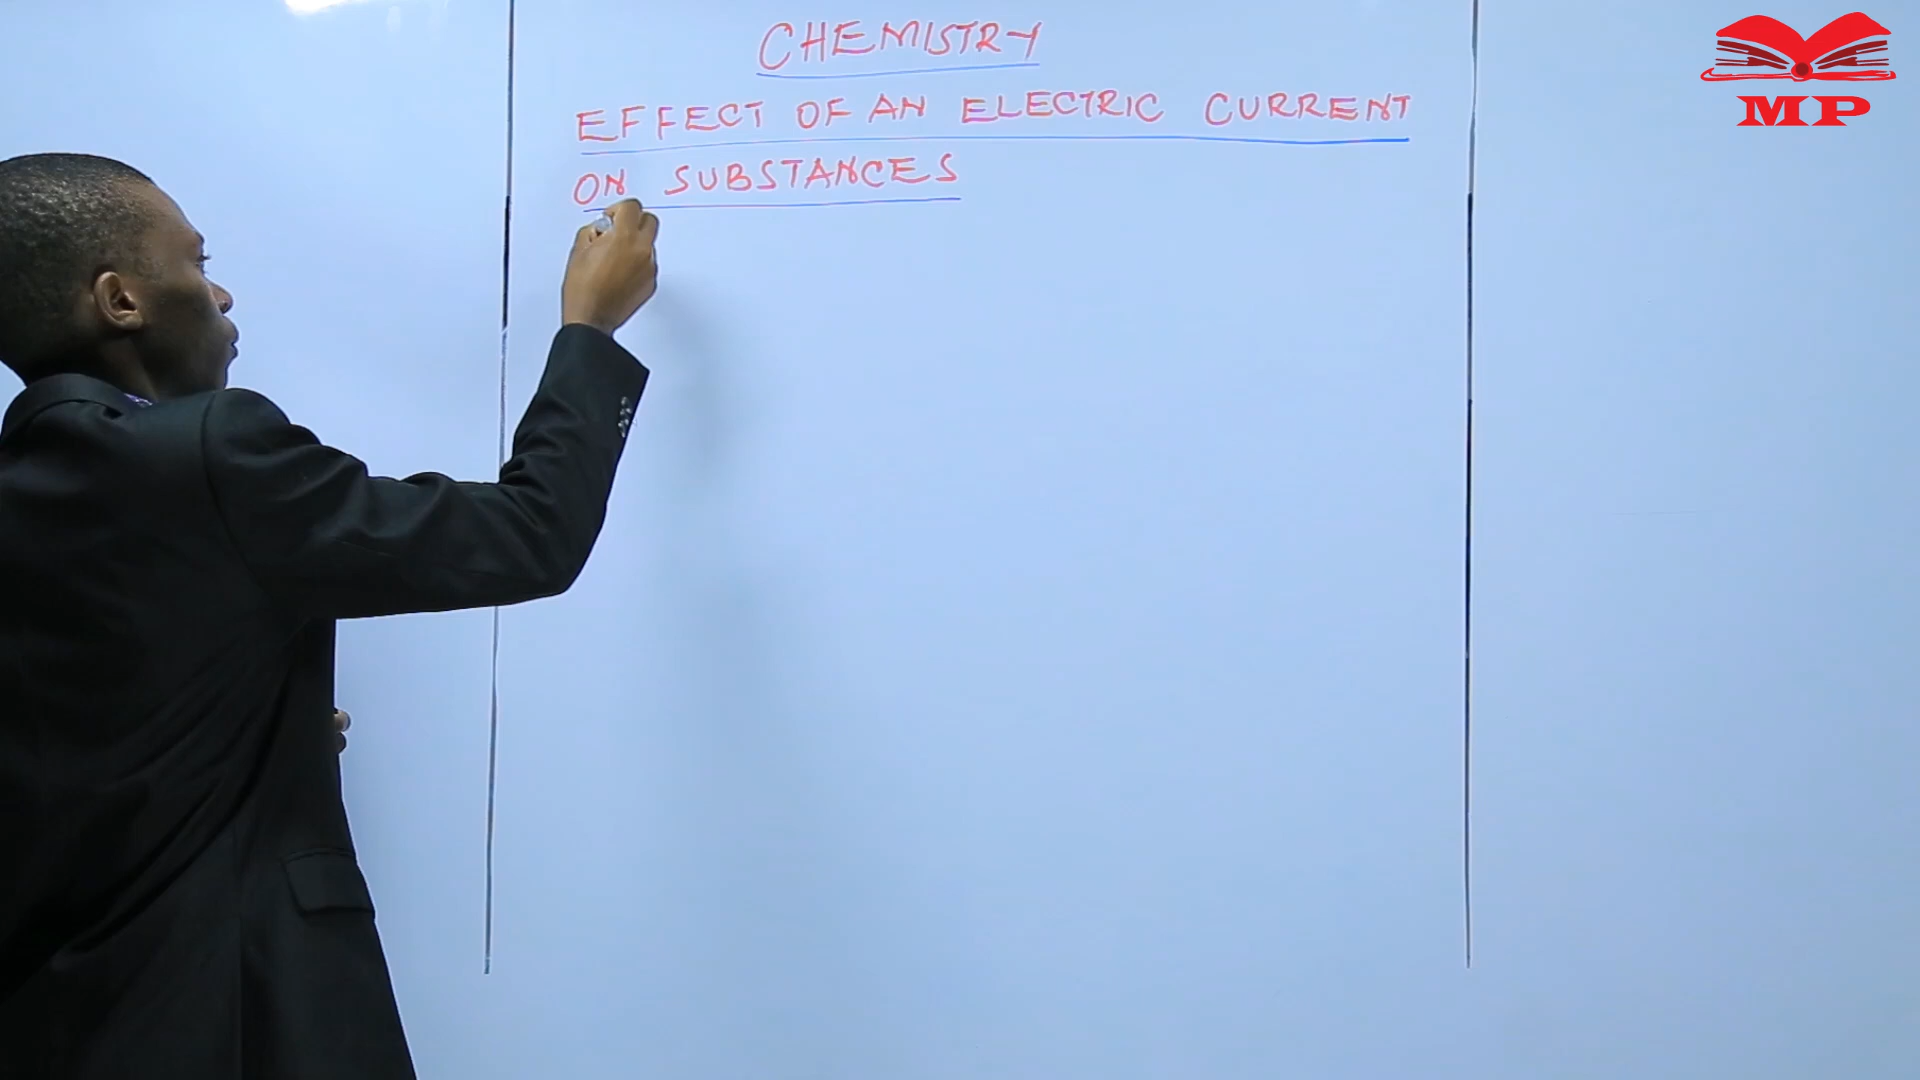 CHEMISTRY
EFFECT OF AN ELECTRIC CURRENT
ON SUBSTANCES
MP